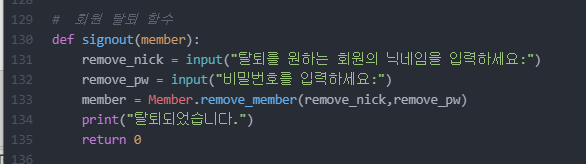 129 # 회원 탈퇴 함수
130 def signout(member):
131 remove_nick = input("탈퇴를 원하는 회원의 닉네임을 입력하세요:")
132 remove_pw = input("비밀번호를 입력하세요:")
133 member = Member.remove_member(remove_nick,remove_pw)
134 print("탈퇴되었습니다.")
135 return 0
136